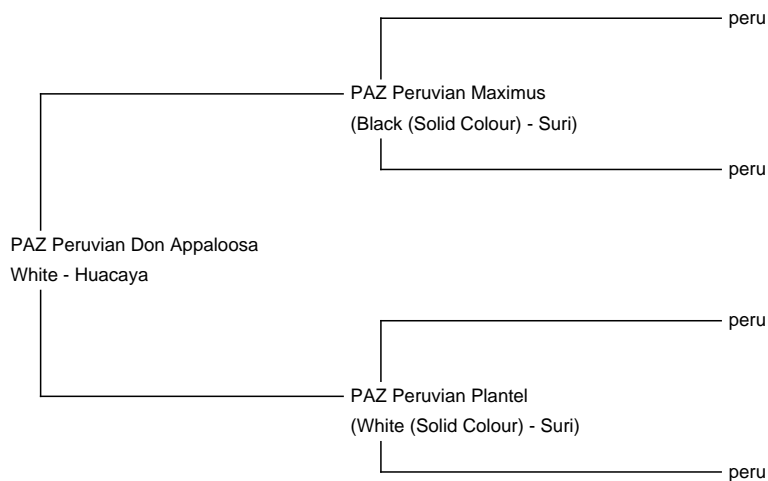 peru
PAZ Peruvian Maximus
(Black (Solid Colour) - Suri)
peru
PAZ Peruvian Don Appaloosa
White - Huacaya
peru
PAZ Peruvian Plantel
(White (Solid Colour) - Suri)
peru